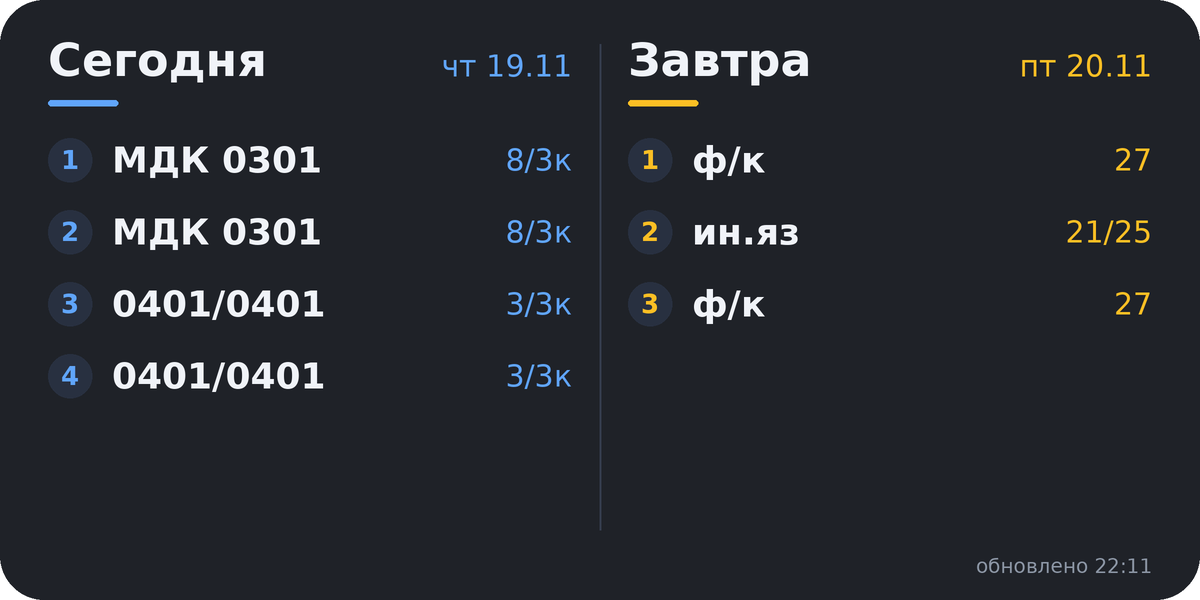 Сегодня чт 19.11
1 МДК 0301 8/3к
2 МДК 0301 8/3к
3 0401/0401 3/3к
4 0401/0401 3/3к
Завтра пт 20.11
1 ф/к 27
2 ин.яз 21/25
3 ф/к 27
обновлено 22:11